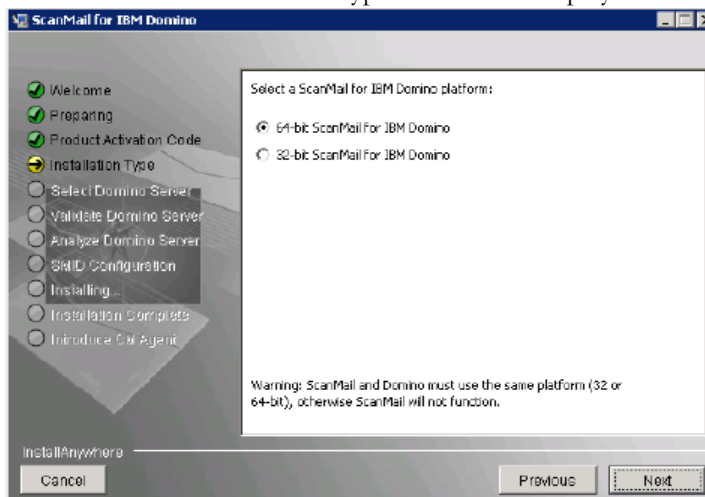 ScanMail for IBM Domino
Welcome
Preparing
Product Activation Code
Installation Type
Select Domino Server
Validate Domino Server
Analyze Domino Server
SMID Configuration
Installing...
Installation Complete
Introduce CM Agent
Select a ScanMail for IBM Domino platform:
64-bit ScanMail for IBM Domino
32-bit ScanMail for IBM Domino
Warning: ScanMail and Domino must use the same platform (32 or
64-bit), otherwise ScanMail will not function.
InstallAnywhere
Cancel
Previous
Next